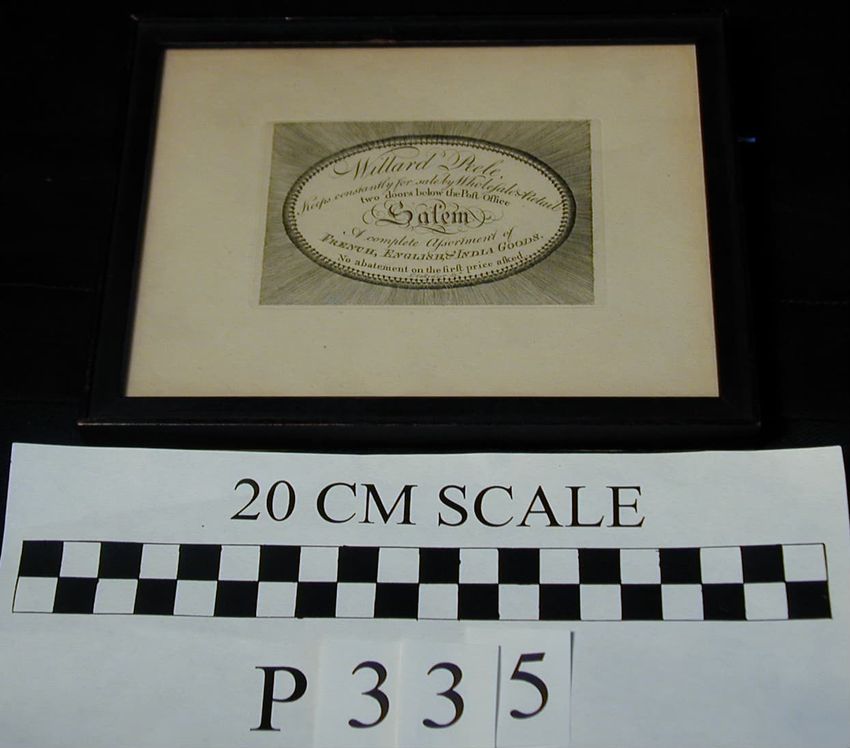 Willard Peele,
Keeps constantly for sale by Wholesale & Retail
two doors below the Post Office
Salem
A complete Assortment of
FRENCH, ENGLISH, & INDIA GOODS.
No abatement on the first price asked.
20 CM SCALE
P 335